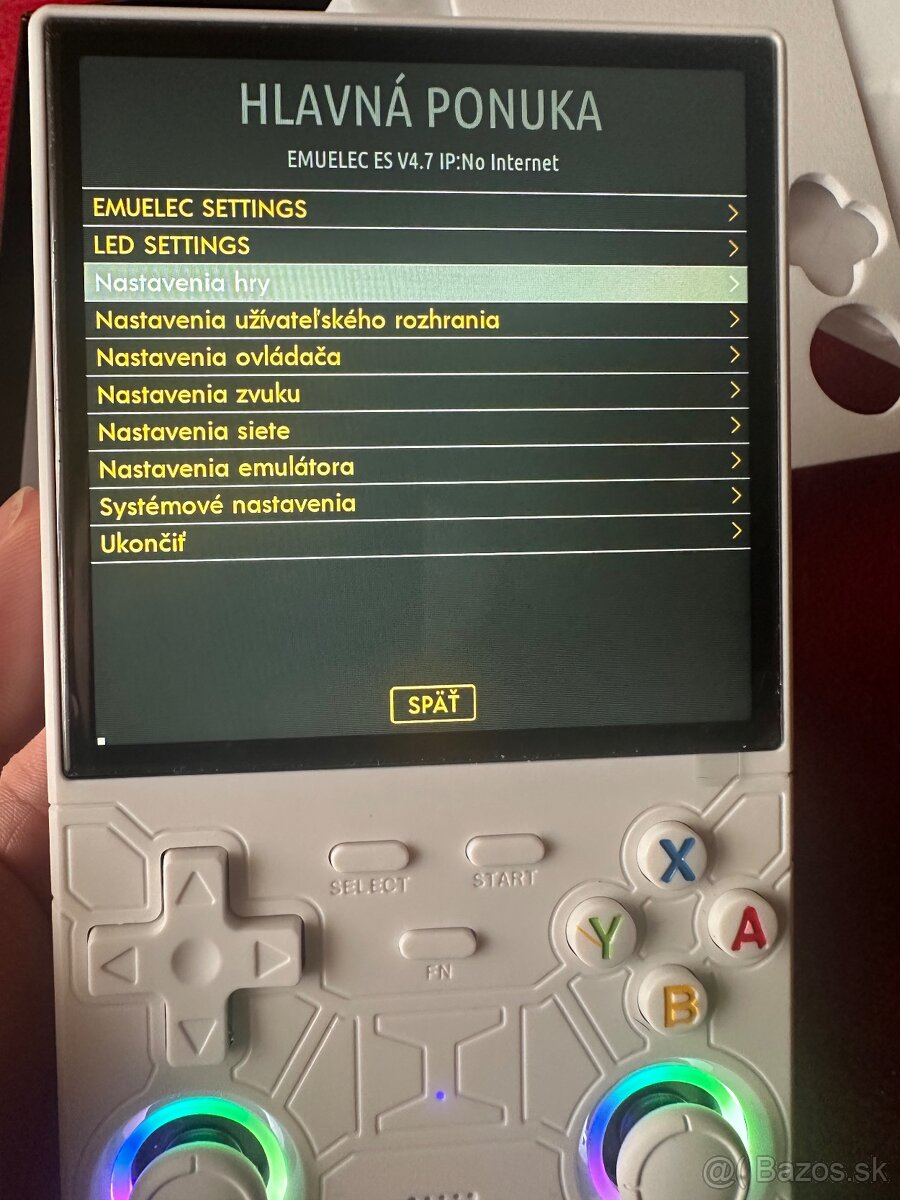 HLAVNÁ PONUKA
EMUELEC ES V4.7 IP:No Internet
EMUELEC SETTINGS
LED SETTINGS
Nastavenia hry
Nastavenia užívateľského rozhrania
Nastavenia ovládača
Nastavenia zvuku
Nastavenia siete
Nastavenia emulátora
Systémové nastavenia
Ukončiť
SPÄŤ
SELECT
START
FN
X
Y
A
B
@ Bazos.sk